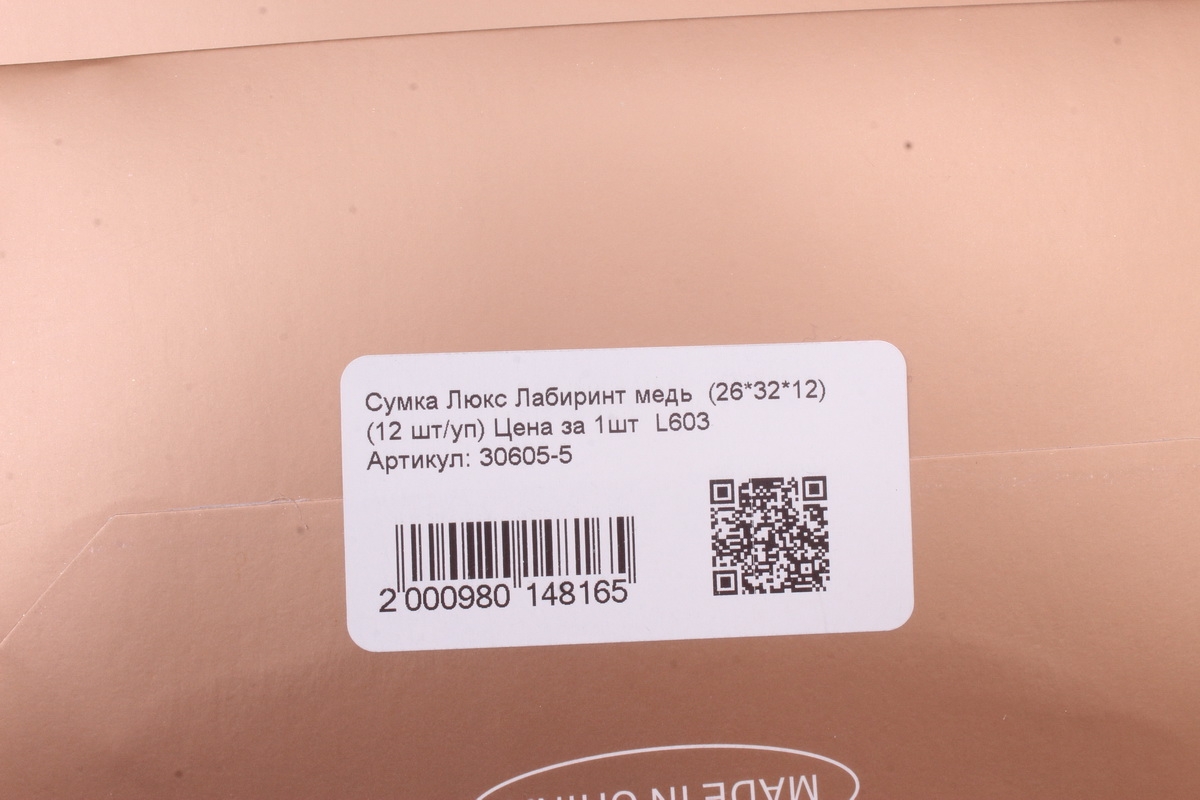 Сумка Люкс Лабиринт медь (26*32*12)
(12 шт/уп) Цена за 1шт L603
Артикул: 30605-5
2 000980 148165
MADE IN